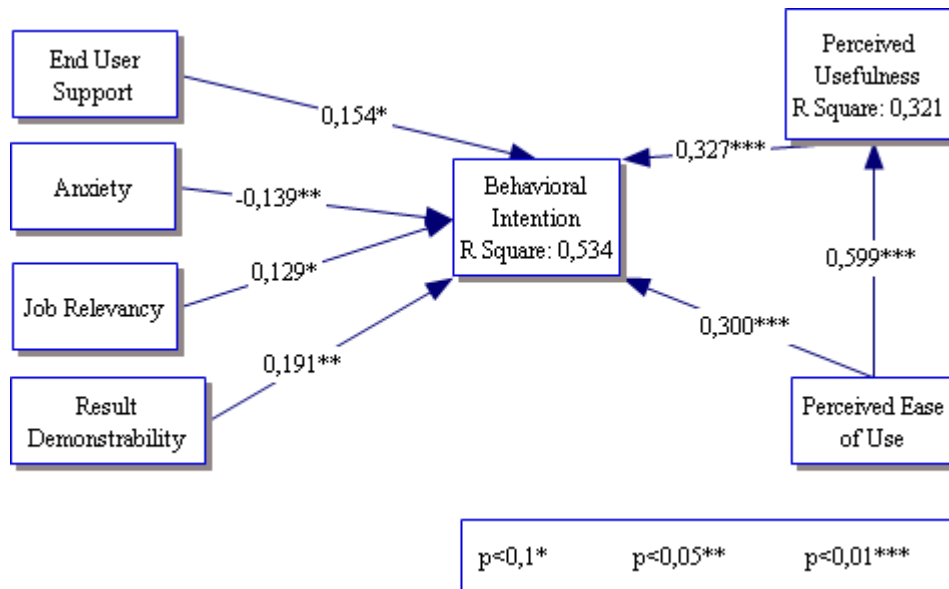 End User
Support
0,154*
Anxiety
-0,139**
Job Relevancy
0,129*
Result
Demonstrability
0,191**
Behavioral
Intention
R Square: 0,534
Perceived
Usefulness
R Square: 0,321
0,327***
0,599***
0,300***
Perceived Ease
of Use
p<0,1* p<0,05** p<0,01***